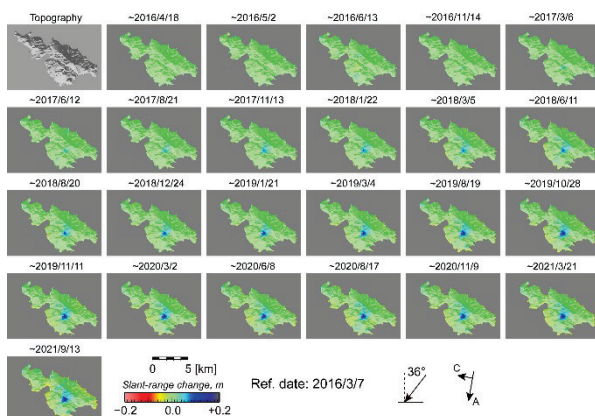 Topography ~2016/4/18 ~2016/5/2 ~2016/6/13 ~2016/11/14 ~2017/3/6
~2017/6/12 ~2017/8/21 ~2017/11/13 ~2018/1/22 ~2018/3/5 ~2018/6/11
~2018/8/20 ~2018/12/24 ~2019/1/21 ~2019/3/4 ~2019/8/19 ~2019/10/28
~2019/11/11 ~2020/3/2 ~2020/6/8 ~2020/8/17 ~2020/11/9 ~2021/3/21
~2021/9/13
0 5 [km]
Slant-range change, m
−0.2 0.0 +0.2
Ref. date: 2016/3/7
36°
C
A